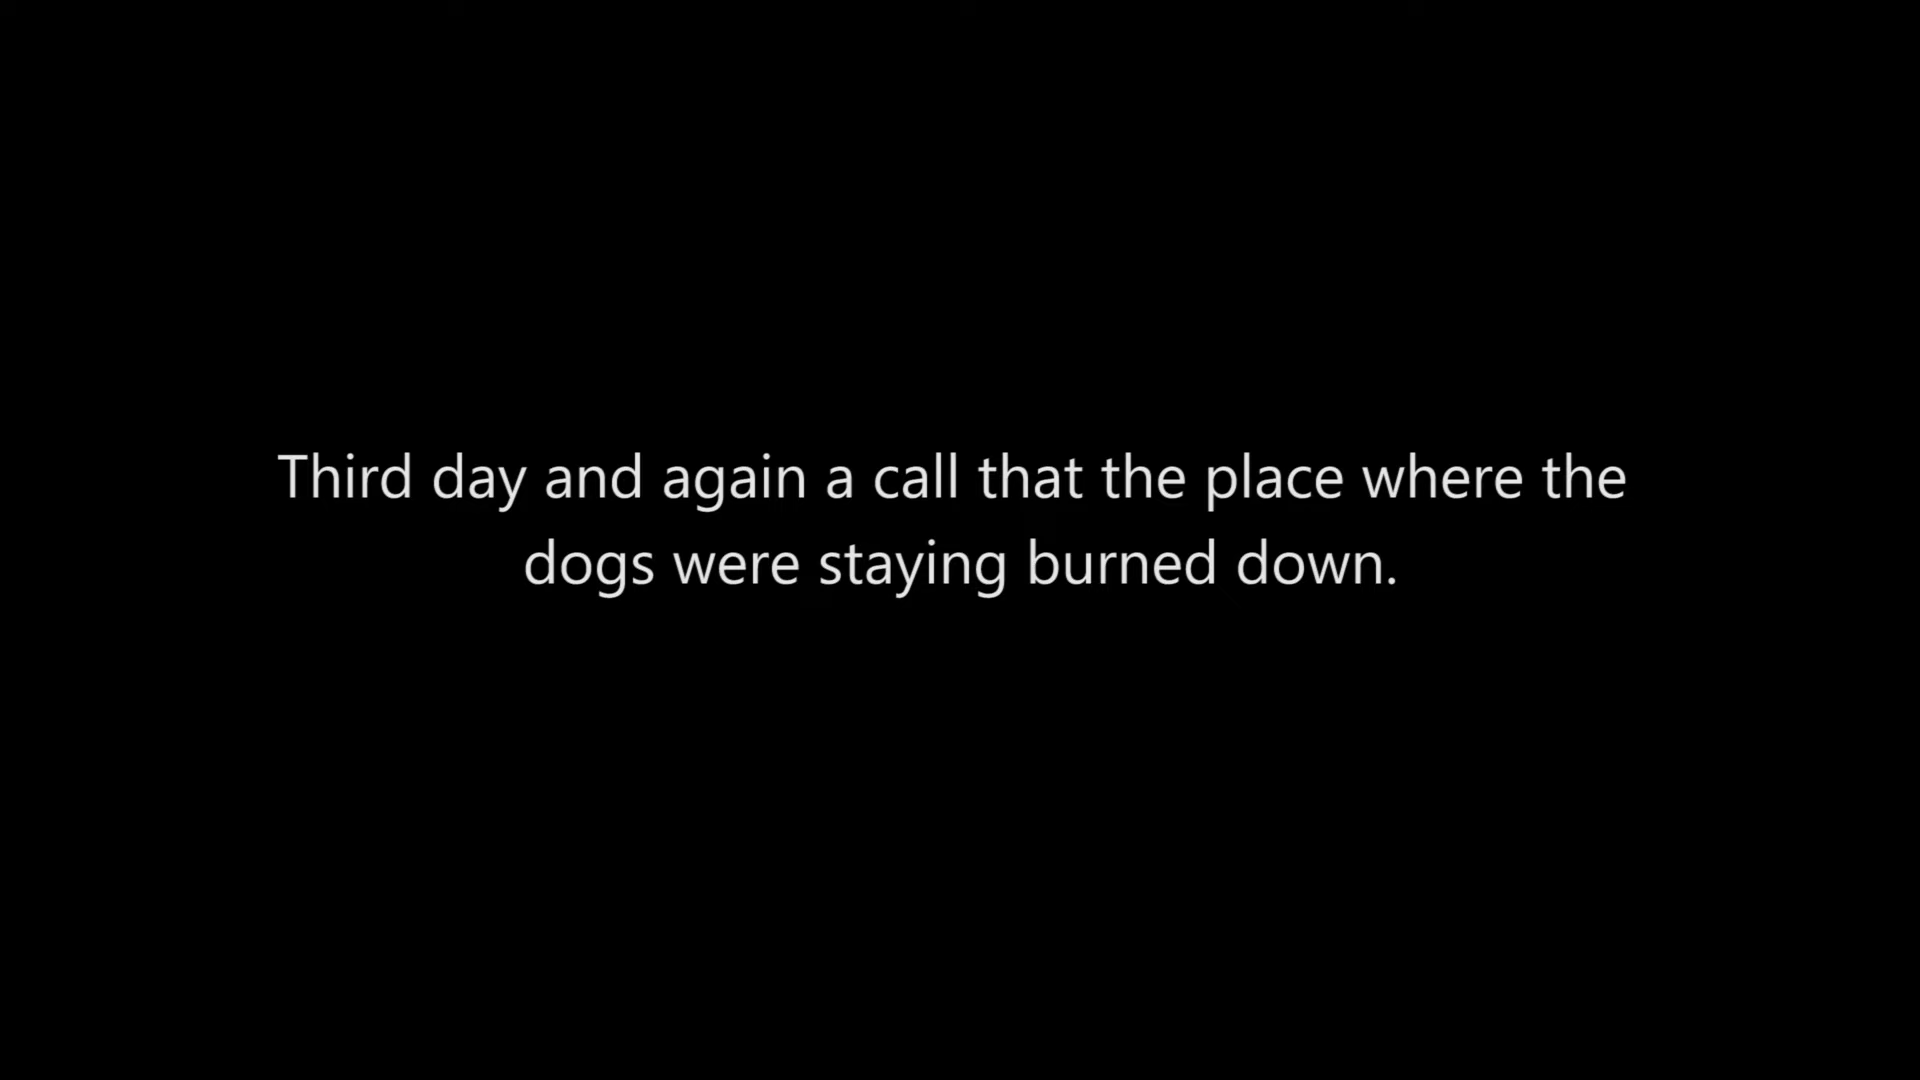 Third day and again a call that the place where the
dogs were staying burned down.